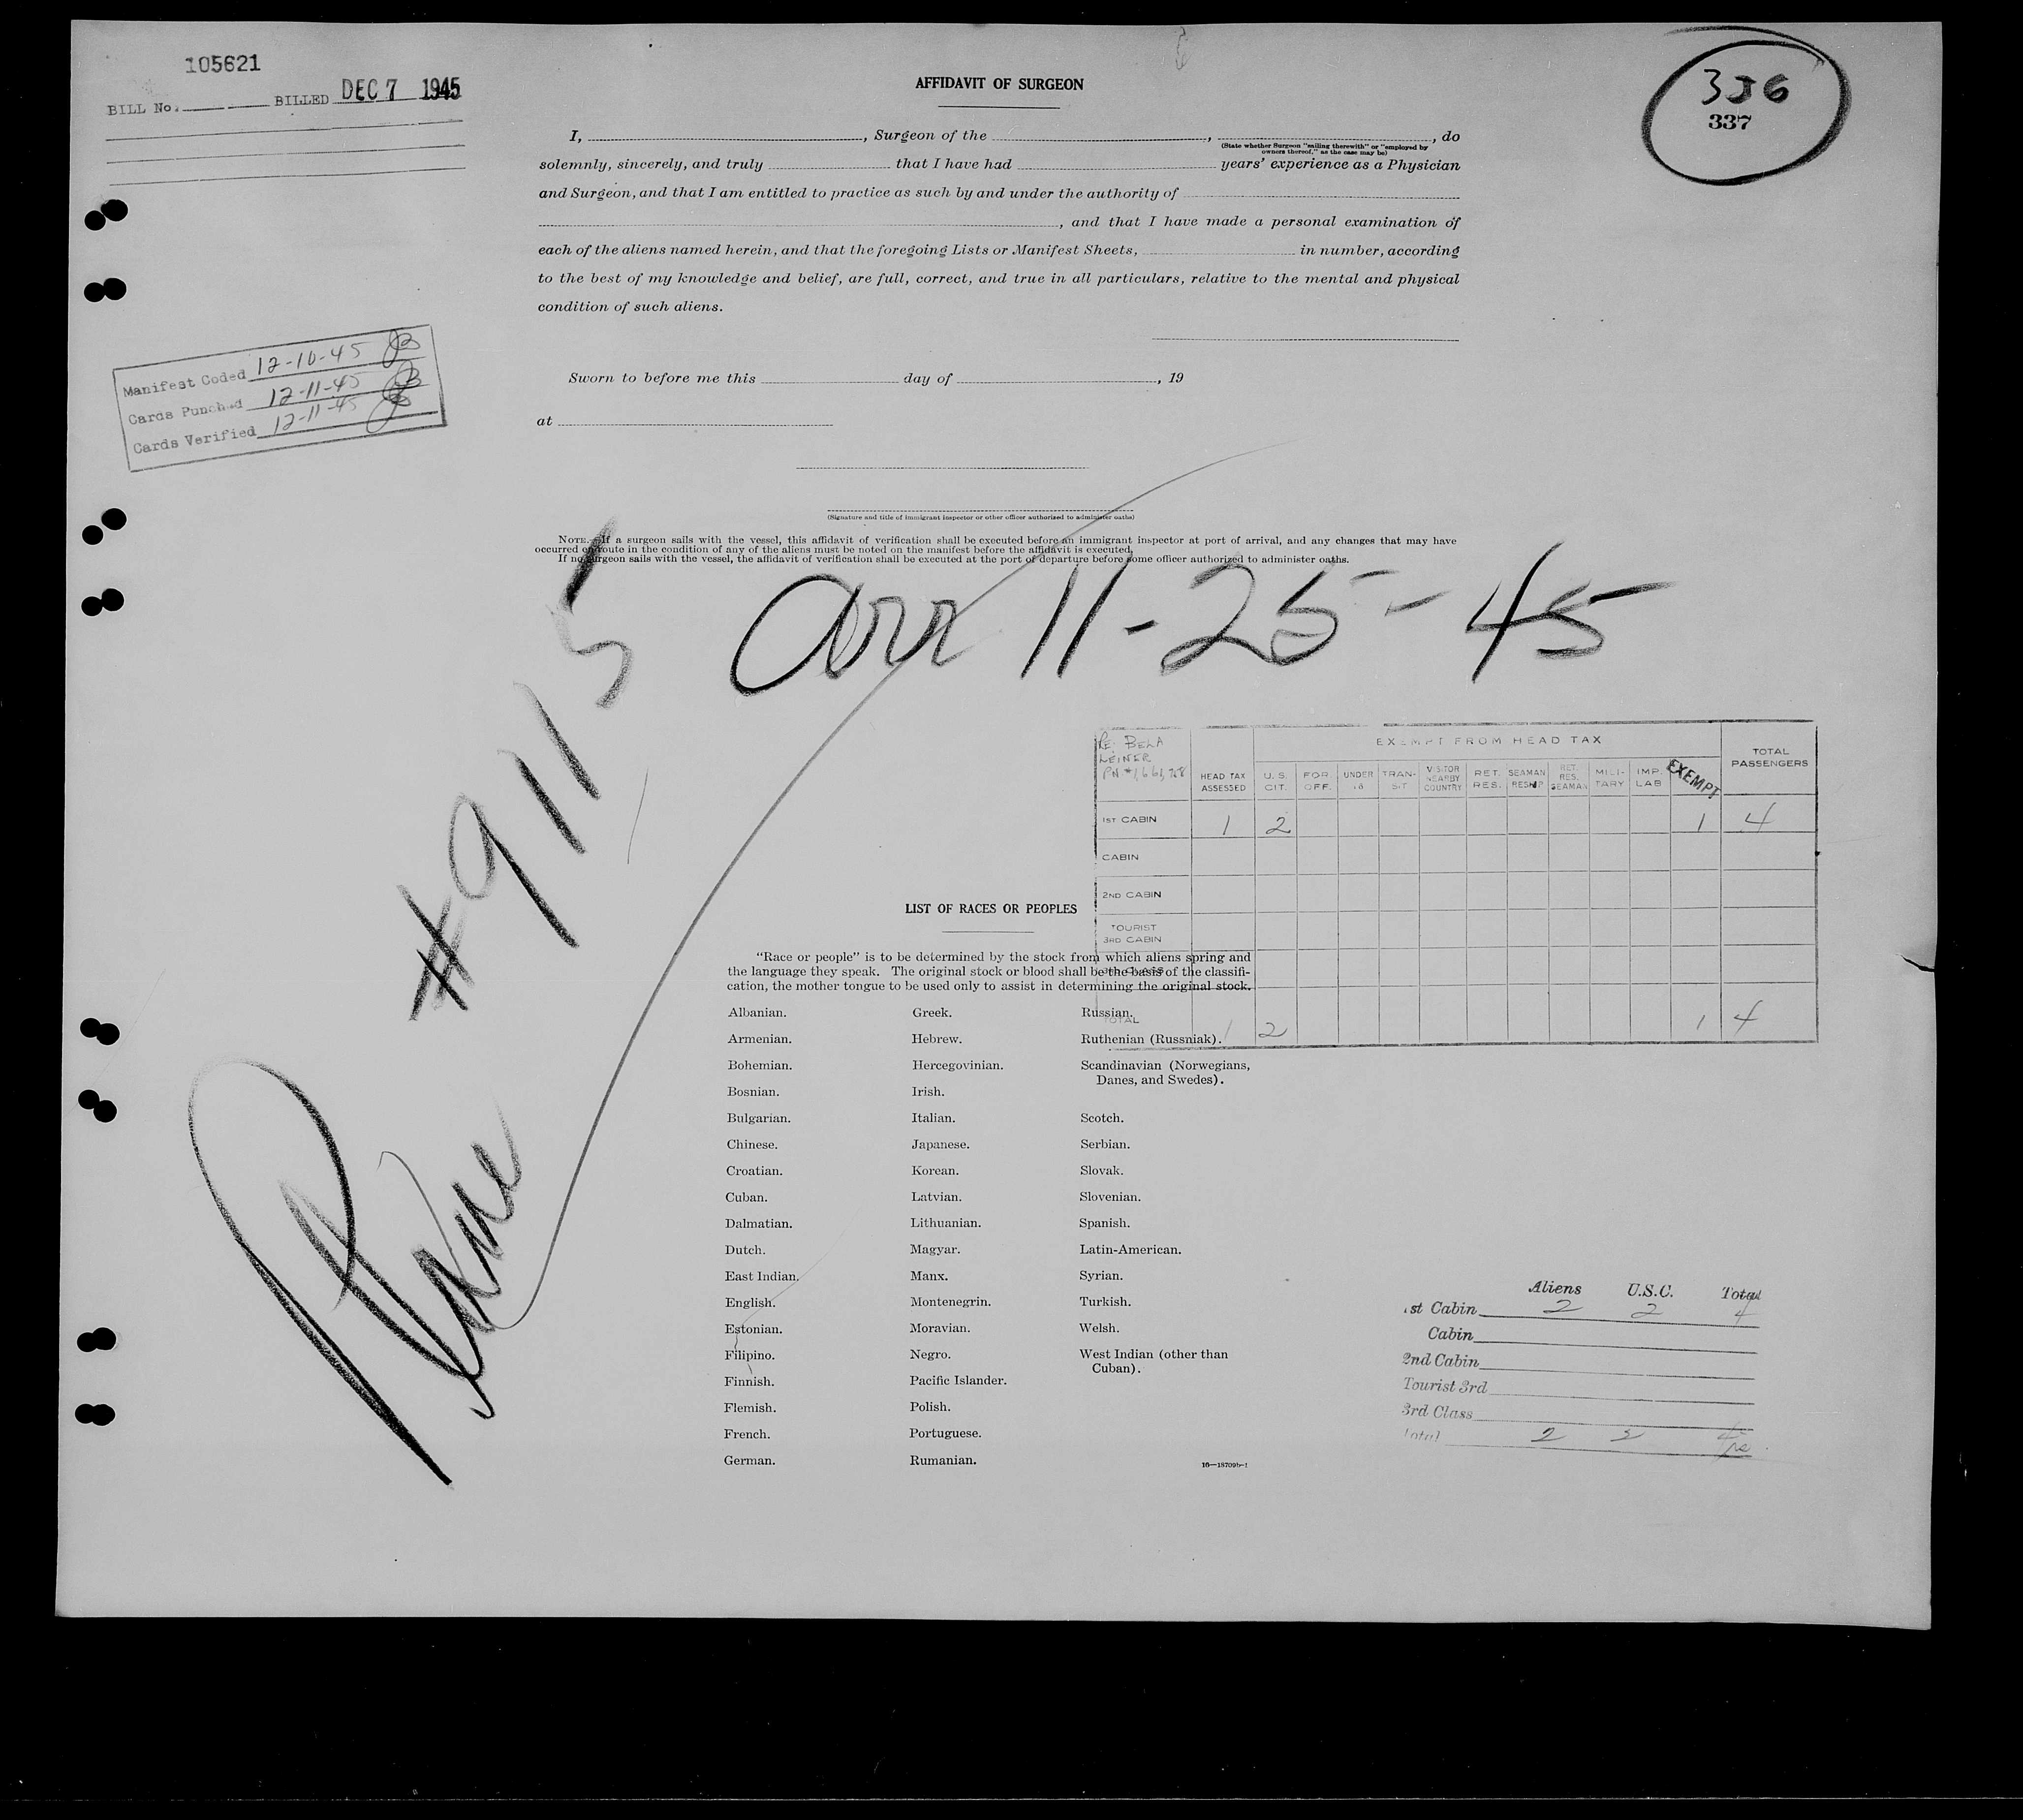 105621
BILL No. BILLED DEC 7 1945
336
337
AFFIDAVIT OF SURGEON
I, , Surgeon of the , , do
(State whether Surgeon "sailing therewith" or "employed by
owners thereof," as the case may be)
solemnly, sincerely, and truly that I have had years' experience as a Physician
and Surgeon, and that I am entitled to practice as such by and under the authority of
, and that I have made a personal examination of
each of the aliens named herein, and that the foregoing Lists or Manifest Sheets, in number, according
to the best of my knowledge and belief, are full, correct, and true in all particulars, relative to the mental and physical
condition of such aliens.
Manifest Coded 12-10-45
Cards Punched 12-11-45
Cards Verified 12-11-45
Sworn to before me this day of , 19
at
(Signature and title of immigrant inspector or other officer authorized to administer oaths)
NOTE.—If a surgeon sails with the vessel, this affidavit of verification shall be executed before an immigrant inspector at port of arrival, and any changes that may have
occurred en route in the condition of any of the aliens must be noted on the manifest before the affidavit is executed.
If no surgeon sails with the vessel, the affidavit of verification shall be executed at the port of departure before some officer authorized to administer oaths.
arr 11-25-45
Plane #9115
RE: BELA
LEINER
EXEMPT FROM HEAD TAX
HEAD TAX ASSESSED U. S. CIT. FOR. OFF. UNDER 16 TRAN-SIT VISITOR NEARBY COUNTRY RET. RES. SEAMAN RESHIP RET. RES. SEAMAN MILI-TARY IMP. LAB EXEMPT TOTAL PASSENGERS
1ST CABIN 1 2 1 4
CABIN
2ND CABIN
TOURIST
3RD CABIN
TOTAL 1 2 1 4
LIST OF RACES OR PEOPLES
"Race or people" is to be determined by the stock from which aliens spring and
the language they speak. The original stock or blood shall be the basis of the classifi-
cation, the mother tongue to be used only to assist in determining the original stock.
Albanian. Greek. Russian.
Armenian. Hebrew. Ruthenian (Russniak).
Bohemian. Hercegovinian. Scandinavian (Norwegians,
Danes, and Swedes).
Bosnian. Irish.
Bulgarian. Italian. Scotch.
Chinese. Japanese. Serbian.
Croatian. Korean. Slovak.
Cuban. Latvian. Slovenian.
Dalmatian. Lithuanian. Spanish.
Dutch. Magyar. Latin-American.
East Indian. Manx. Syrian.
English. Montenegrin. Turkish.
Estonian. Moravian. Welsh.
Filipino. Negro. West Indian (other than
Cuban).
Finnish. Pacific Islander.
Flemish. Polish.
French. Portuguese.
German. Rumanian.
16—18709b-1
Aliens U.S.C. Total
1st Cabin 2 2 4
Cabin
2nd Cabin
Tourist 3rd
3rd Class
Total 2 2 4